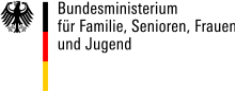 Bundesministerium
für Familie, Senioren, Frauen
und Jugend